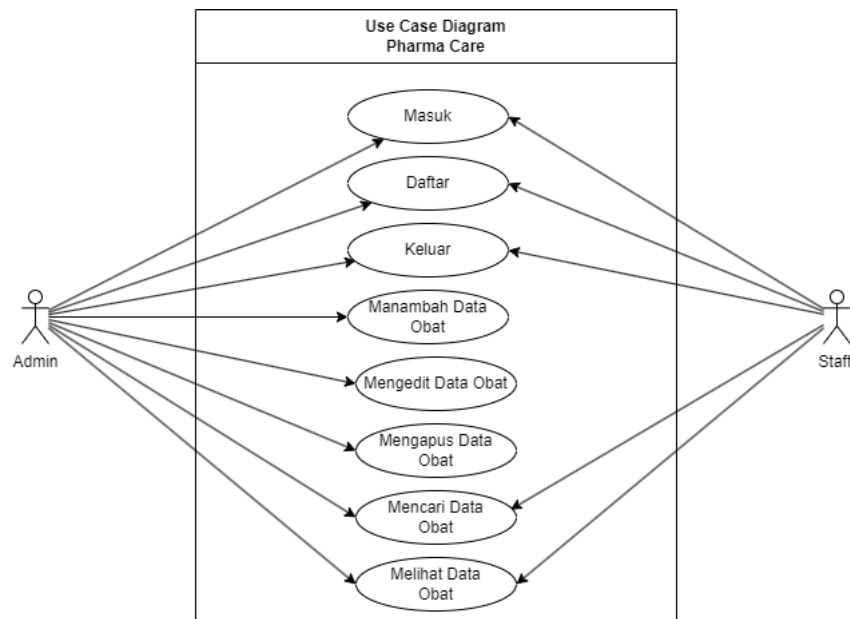 Use Case Diagram
Pharma Care
Masuk
Daftar
Keluar
Manambah Data
Obat
Admin
Staff
Mengedit Data Obat
Mengapus Data
Obat
Mencari Data
Obat
Melihat Data
Obat